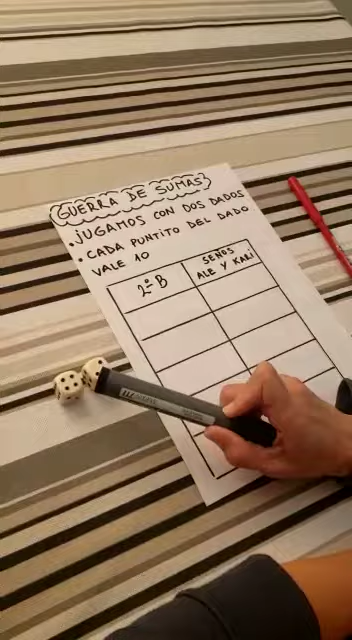 GUERRA DE SUMAS
JUGAMOS CON DOS DADOS
• CADA PUNTITO DEL DADO
VALE 10
2º B
SEÑOS
ALE Y KARI